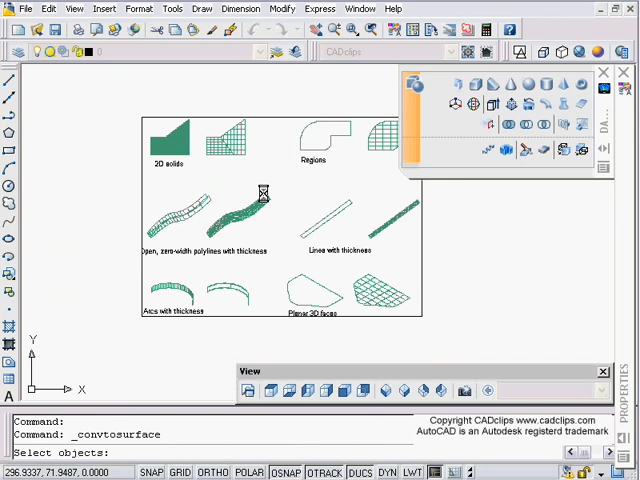 File Edit View Insert Format Tools Draw Dimension Modify Express Window Help
0
CADclips
DA...
2D solids
Regions
Open, zero-width polylines with thickness
Lines with thickness
Arcs with thickness
Planar 3D faces
Y
X
A
View
PROPERTIES
Command:
Command: _convtosurface
Select objects:
Copyright CADclips www.cadclips.com
AutoCAD is an Autodesk registerd trademark
296.9337, 71.9487, 0.0000 SNAP GRID ORTHO POLAR OSNAP OTRACK DUCS DYN LWT